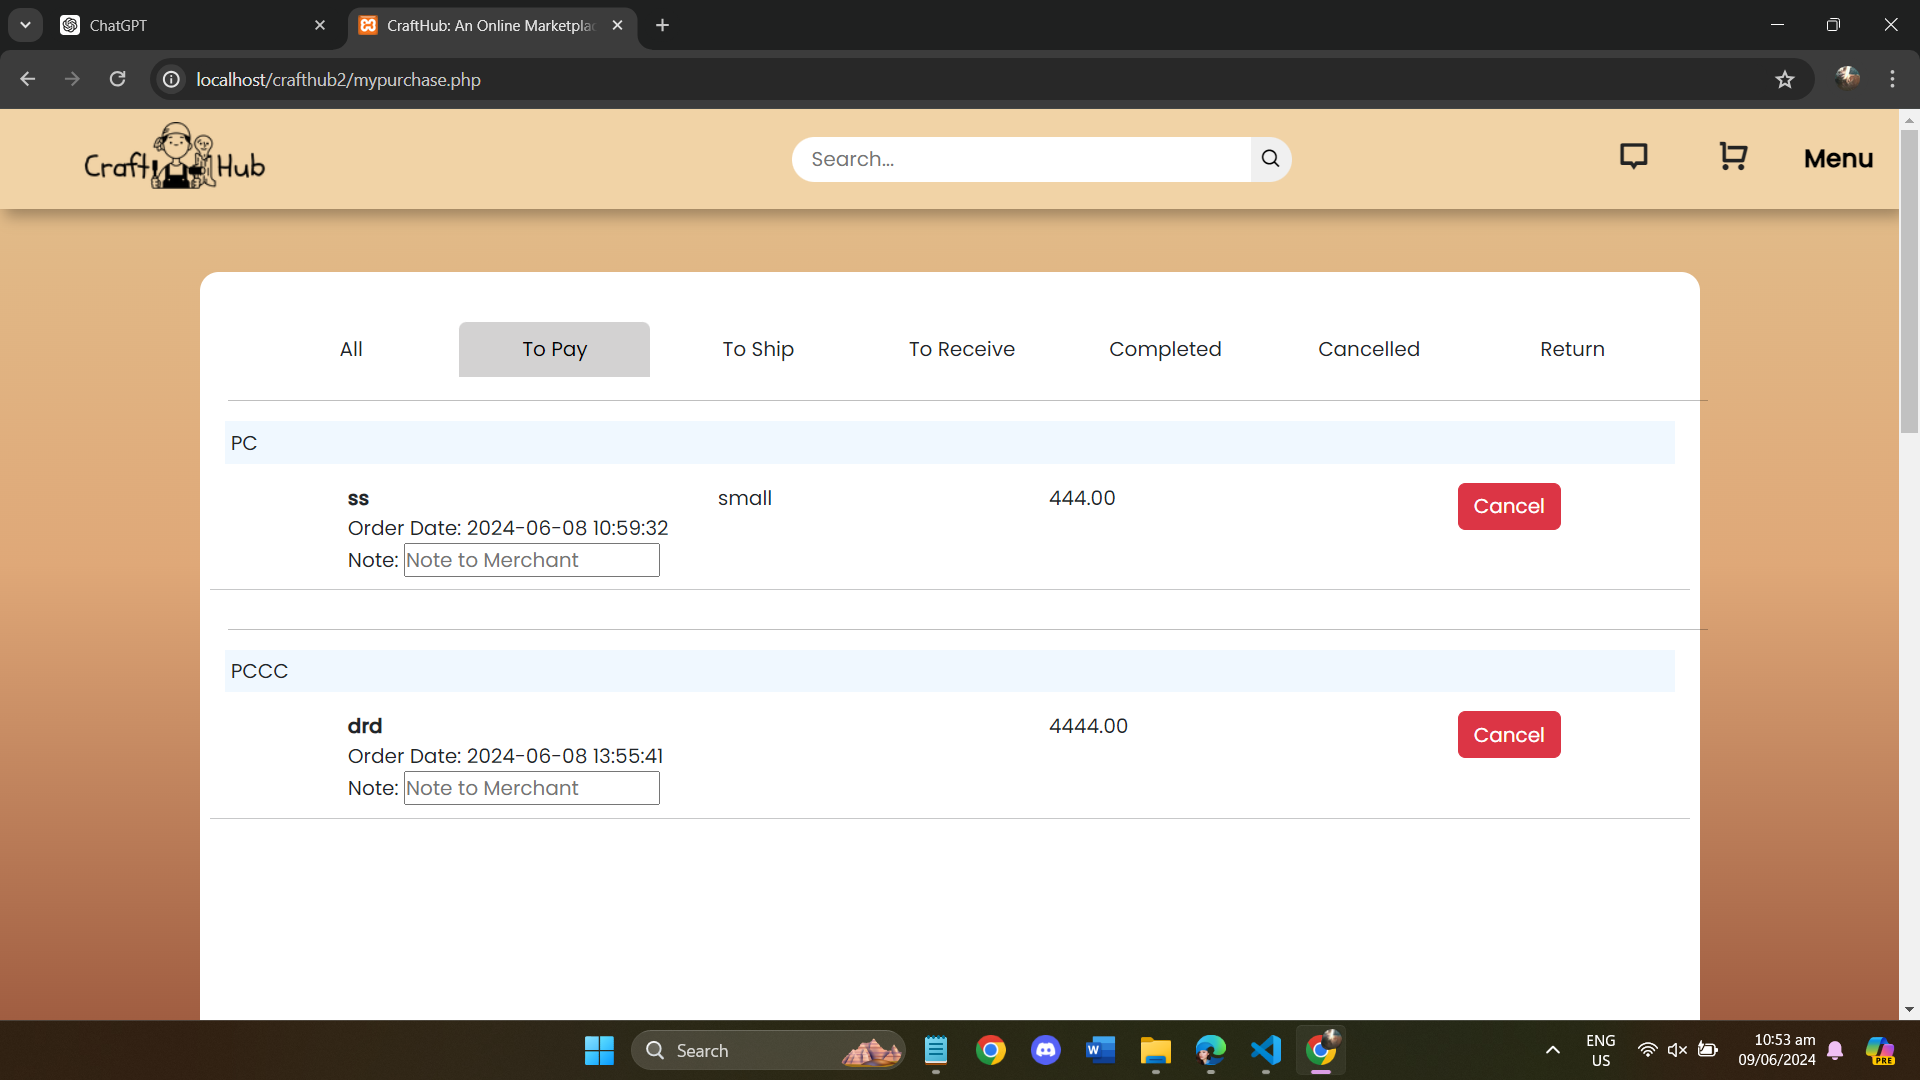 ChatGPT
CraftHub: An Online Marketpla
localhost/crafthub2/mypurchase.php
Craft Hub
Search...
Menu
All
To Pay
To Ship
To Receive
Completed
Cancelled
Return
PC
ss
small
444.00
Cancel
Order Date: 2024-06-08 10:59:32
Note: Note to Merchant
PCCC
drd
4444.00
Cancel
Order Date: 2024-06-08 13:55:41
Note: Note to Merchant
Search
W
ENG
US
10:53 am
09/06/2024
PRE